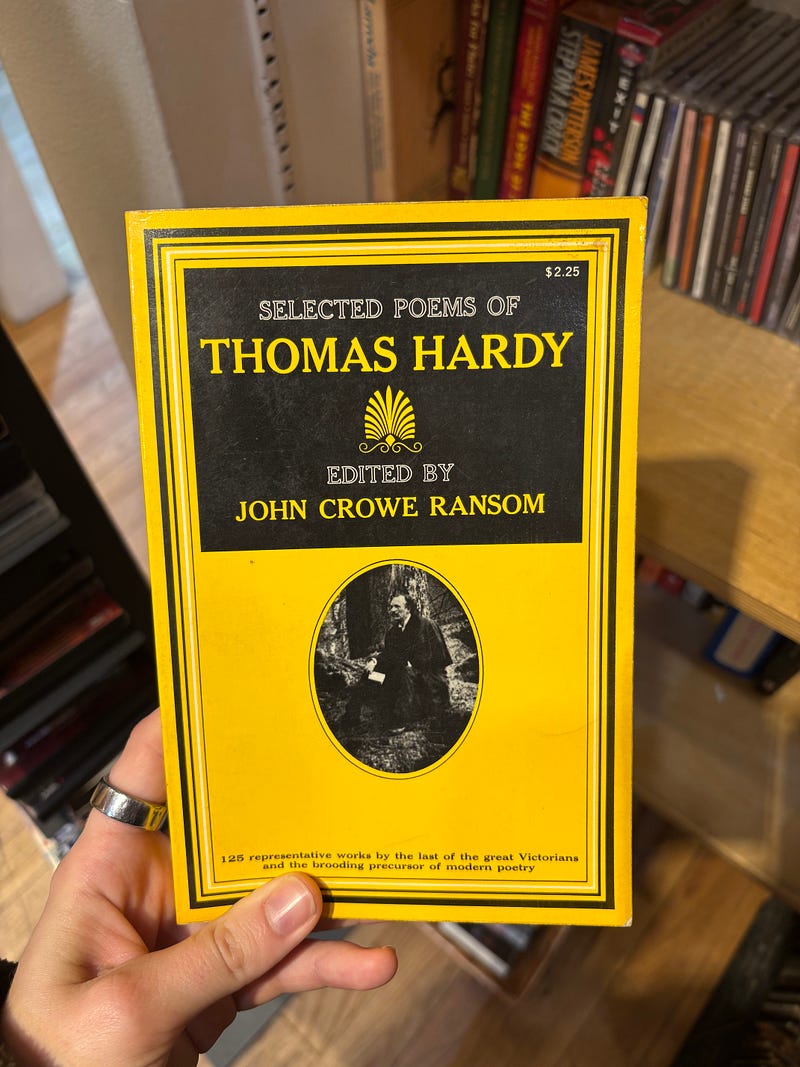 $2.25
SELECTED POEMS OF
THOMAS HARDY
EDITED BY
JOHN CROWE RANSOM
125 representative works by the last of the great Victorians
and the brooding precursor of modern poetry
JAMES PATTERSON
STEP ON A CRACK